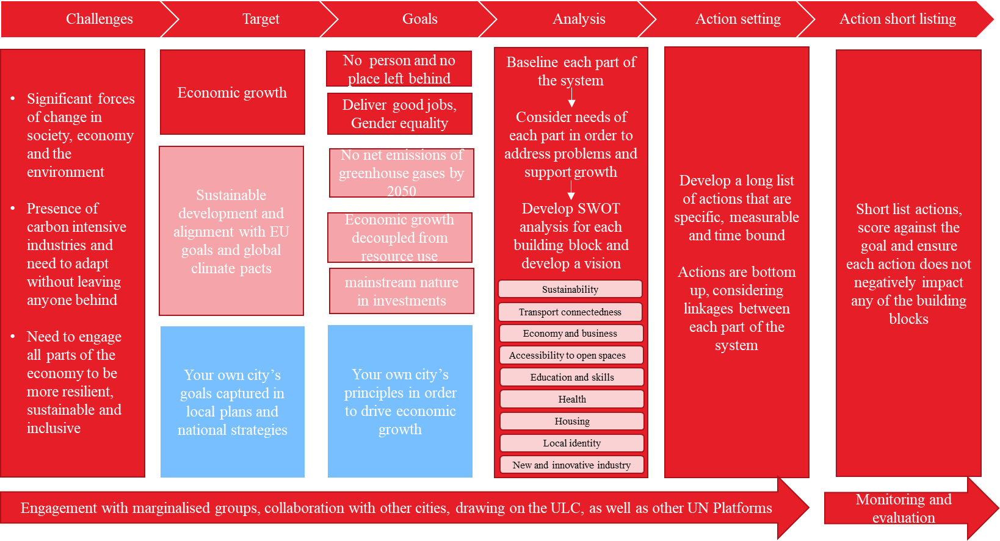 Challenges
Target
Goals
Analysis
Action setting
Action short listing
• Significant forces
of change in
society, economy
and the
environment
• Presence of
carbon intensive
industries and
need to adapt
without leaving
anyone behind
• Need to engage
all parts of the
economy to be
more resilient,
sustainable and
inclusive
Economic growth
Sustainable
development and
alignment with EU
goals and global
climate pacts
Your own city’s
goals captured in
local plans and
national strategies
No person and no
place left behind
Deliver good jobs,
Gender equality
No net emissions of
greenhouse gases by
2050
Economic growth
decoupled from
resource use
mainstream nature
in investments
Your own city’s
principles in order
to drive economic
growth
Baseline each part of
the system
Consider needs of
each part in order to
address problems and
support growth
Develop SWOT
analysis for each
building block and
develop a vision
Sustainability
Transport connectedness
Economy and business
Accessibility to open spaces
Education and skills
Health
Housing
Local identity
New and innovative industry
Develop a long list
of actions that are
specific, measurable
and time bound
Actions are bottom
up, considering
linkages between
each part of the
system
Short list actions,
score against the
goal and ensure
each action does not
negatively impact
any of the building
blocks
Engagement with marginalised groups, collaboration with other cities, drawing on the ULC, as well as other UN Platforms
Monitoring and
evaluation